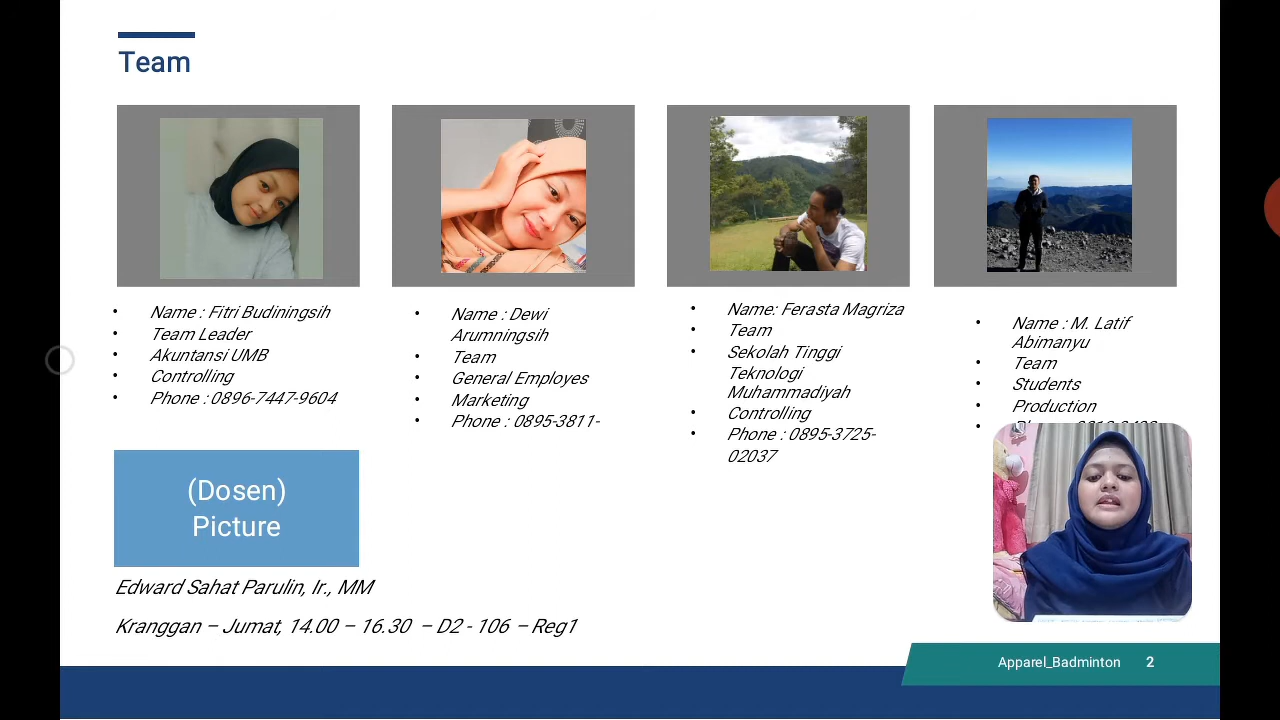 Team
Name : Fitri Budiningsih
Team Leader
Akuntansi UMB
Controlling
Phone : 0896-7447-9604
Name : Dewi
Arumningsih
Team
General Employes
Marketing
Phone : 0895-3811-
Name: Ferasta Magriza
Team
Sekolah Tinggi
Teknologi
Muhammadiyah
Controlling
Phone : 0895-3725-
02037
Name : M. Latif
Abimanyu
Team
Students
Production
(Dosen)
Picture
Edward Sahat Parulin, Ir., MM
Kranggan – Jumat, 14.00 – 16.30 – D2 - 106 – Reg1
Apparel_Badminton 2